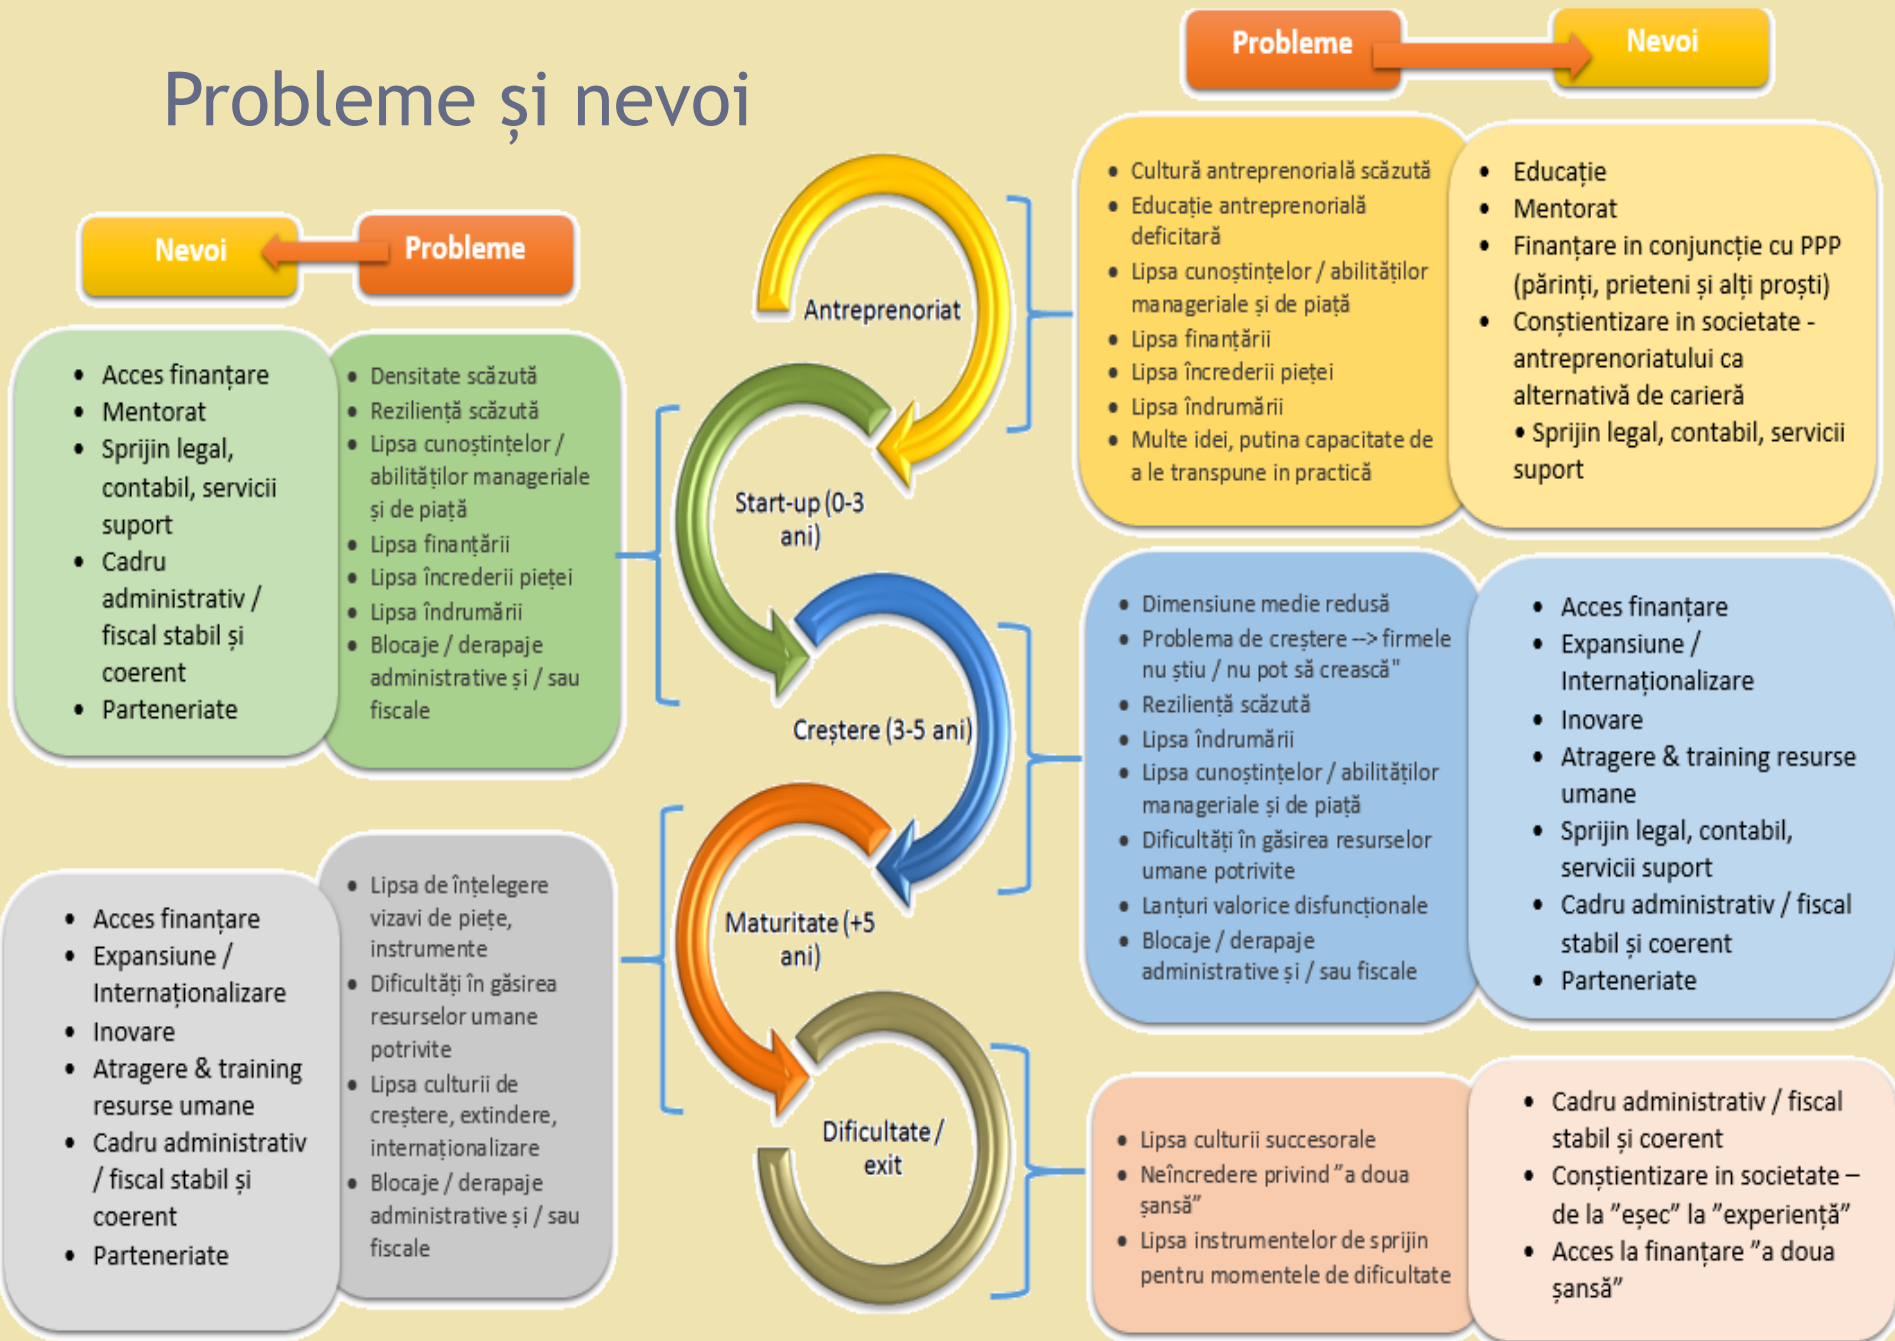 Probleme și nevoi
Probleme
Nevoi
Nevoi
Probleme
Antreprenoriat
• Cultură antreprenorială scăzută
• Educație antreprenorială
deficitară
• Lipsa cunoștințelor / abilităților
manageriale și de piață
• Lipsa finanțării
• Lipsa încrederii pieței
• Lipsa îndrumării
• Multe idei, putina capacitate de
a le transpune in practică
• Educație
• Mentorat
• Finanțare in conjuncție cu PPP
(părinți, prieteni și alți proști)
• Conștientizare in societate -
antreprenoriatului ca
alternativă de carieră
• Sprijin legal, contabil, servicii
suport
• Acces finanțare
• Mentorat
• Sprijin legal,
contabil, servicii
suport
• Cadru
administrativ /
fiscal stabil și
coerent
• Parteneriate
• Densitate scăzută
• Reziliență scăzută
• Lipsa cunoștințelor /
abilităților manageriale
și de piață
• Lipsa finanțării
• Lipsa încrederii pieței
• Lipsa îndrumării
• Blocaje / derapaje
administrative și / sau
fiscale
Start-up (0-3
ani)
Creștere (3-5 ani)
• Dimensiune medie redusă
• Problema de creștere --> firmele
nu știu / nu pot să crească"
• Reziliență scăzută
• Lipsa îndrumării
• Lipsa cunoștințelor / abilităților
manageriale și de piață
• Dificultăți în găsirea resurselor
umane potrivite
• Lanțuri valorice disfuncționale
• Blocaje / derapaje
administrative și / sau fiscale
• Acces finanțare
• Expansiune /
Internaționalizare
• Inovare
• Atragere & training resurse
umane
• Sprijin legal, contabil,
servicii suport
• Cadru administrativ / fiscal
stabil și coerent
• Parteneriate
• Acces finanțare
• Expansiune /
Internaționalizare
• Inovare
• Atragere & training
resurse umane
• Cadru administrativ
/ fiscal stabil și
coerent
• Parteneriate
• Lipsa de înțelegere
vizavi de piețe,
instrumente
• Dificultăți în găsirea
resurselor umane
potrivite
• Lipsa culturii de
creștere, extindere,
internaționalizare
• Blocaje / derapaje
administrative și / sau
fiscale
Maturitate (+5
ani)
Dificultate /
exit
• Lipsa culturii succesorale
• Neîncredere privind ”a doua
șansă”
• Lipsa instrumentelor de sprijin
pentru momentele de dificultate
• Cadru administrativ / fiscal
stabil și coerent
• Conștientizare in societate –
de la ”eșec” la ”experiență”
• Acces la finanțare ”a doua
șansă”